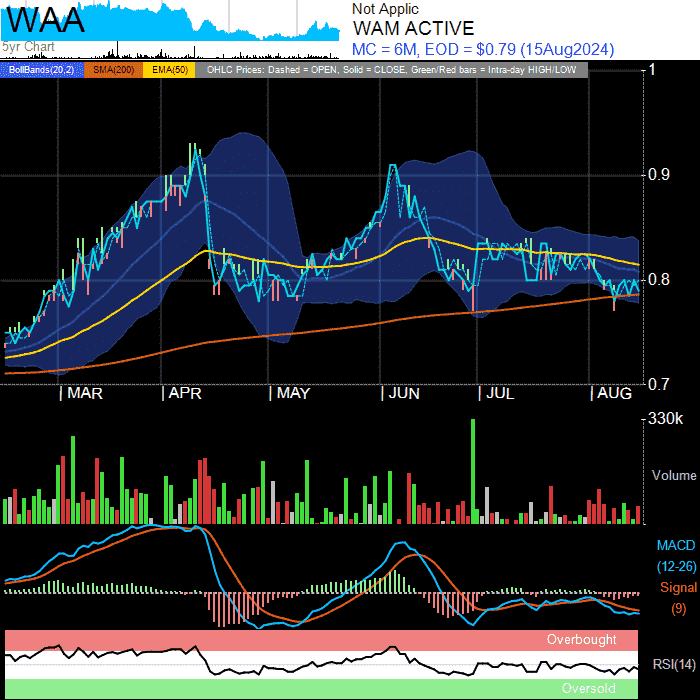 WAA
5yr Chart
Not Applic
WAM ACTIVE
MC = 6M, EOD = $0.79 (15Aug2024)
BollBands(20,2) SMA(200) EMA(50) OHLC Prices: Dashed = OPEN, Solid = CLOSE, Green/Red bars = Intra-day HIGH/LOW
1
0.9
0.8
0.7
| MAR | APR | MAY | JUN | JUL | AUG
330k
Volume
MACD
(12-26)
Signal
(9)
Overbought
RSI(14)
Oversold